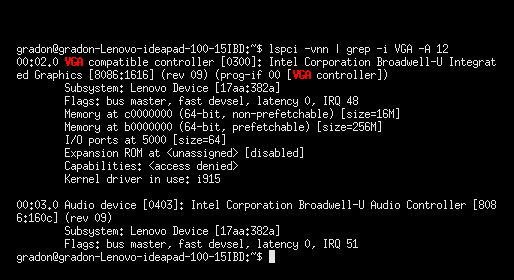 gradon@gradon-Lenovo-ideapad-100-15IBD:~$ lspci -vnn | grep -i VGA -A 12
00:02.0 VGA compatible controller [0300]: Intel Corporation Broadwell-U Integrat
ed Graphics [8086:1616] (rev 09) (prog-if 00 [VGA controller])
Subsystem: Lenovo Device [17aa:382a]
Flags: bus master, fast devsel, latency 0, IRQ 48
Memory at c0000000 (64-bit, non-prefetchable) [size=16M]
Memory at b0000000 (64-bit, prefetchable) [size=256M]
I/O ports at 5000 [size=64]
Expansion ROM at <unassigned> [disabled]
Capabilities: <access denied>
Kernel driver in use: i915
00:03.0 Audio device [0403]: Intel Corporation Broadwell-U Audio Controller [808
6:160c] (rev 09)
Subsystem: Lenovo Device [17aa:382a]
Flags: bus master, fast devsel, latency 0, IRQ 51
gradon@gradon-Lenovo-ideapad-100-15IBD:~$